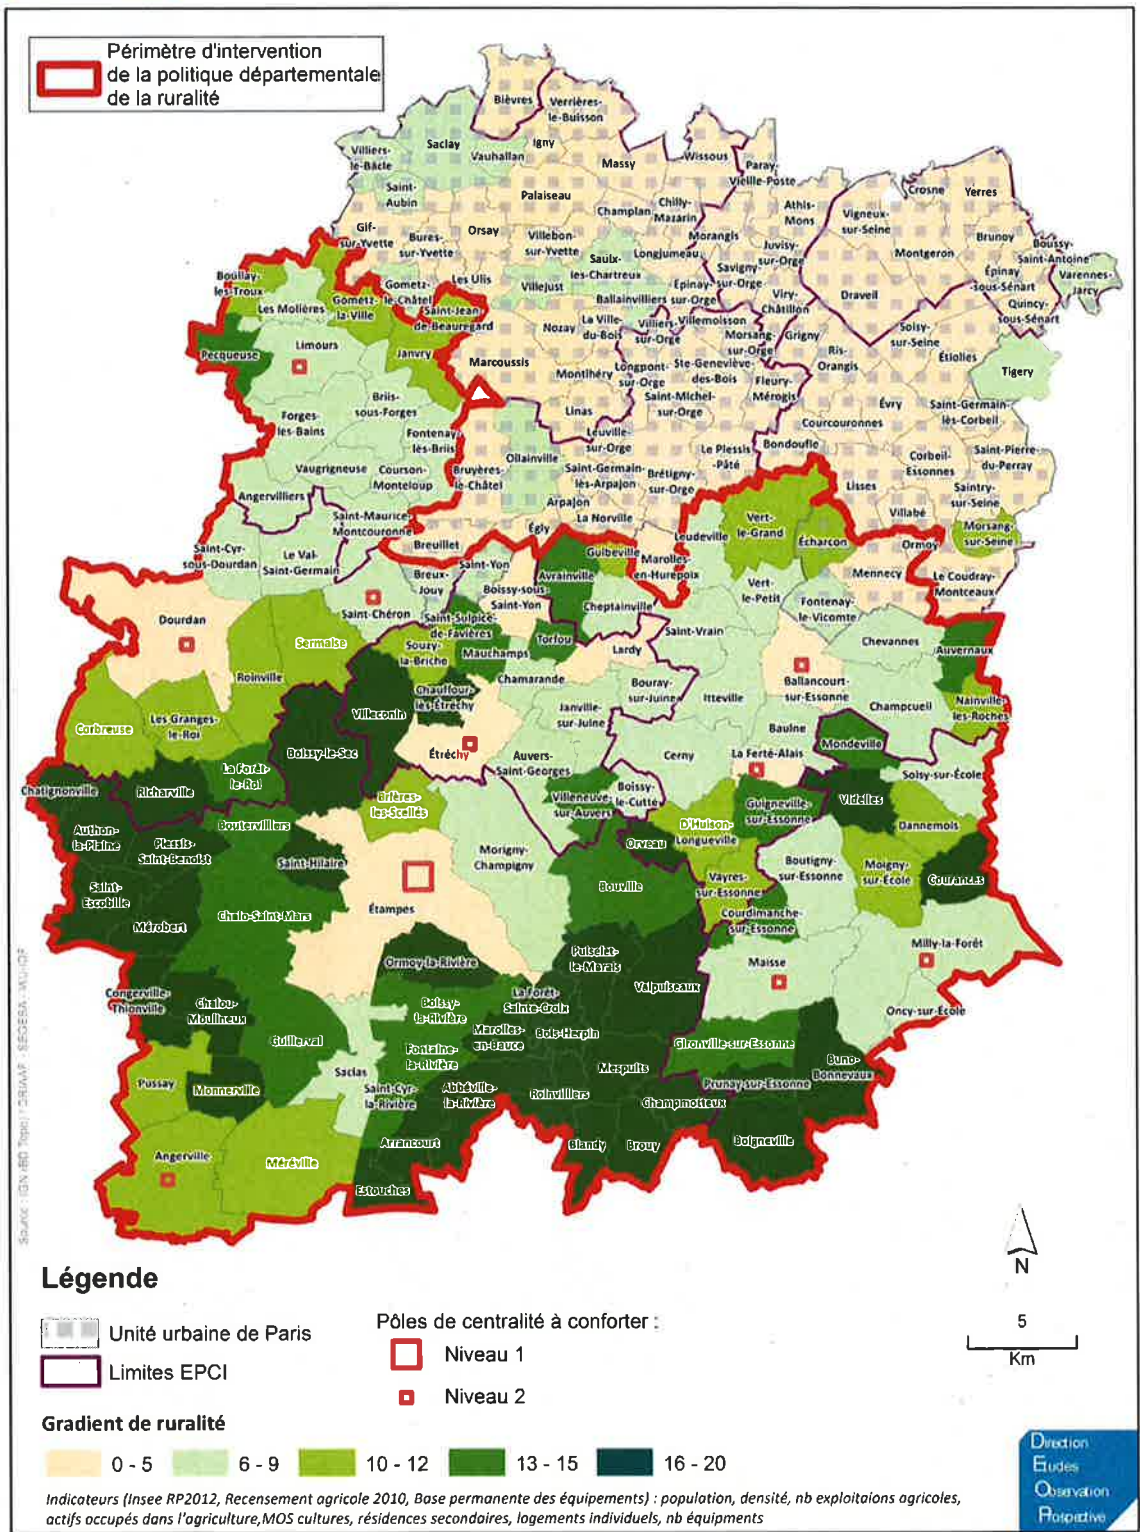 Périmètre d'intervention
de la politique départementale
de la ruralité
Bièvres
Verrières-
le-Buisson
Villiers-
le-Bâcle
Saclay
Vauhallan
Igny
Massy
Wissous
Paray-
Vieille-Poste
Saint-
Aubin
Palaiseau
Champlan
Chilly-
Mazarin
Athis-
Mons
Vigneux-
sur-Seine
Crosne
Yerres
Gif-
sur-Yvette
Bures-
sur-Yvette
Orsay
Villebon-
sur-Yvette
Saulx-
les-Chartreux
Longjumeau
Morangis
Juvisy-
sur-Orge
Savigny-
sur-Orge
Montgeron
Brunoy
Boussy-
Saint-Antoine
Varennes-
Jarcy
Épinay
-sous-Sénart
Quincy-
sous-Sénart
Boullay-
les-Troux
Les Molières
Gometz-
la-Ville
Gometz-
le-Châtel
Les Ulis
Villejust
Saint-Jean
de-Beauregard
Ballainvilliers
Epinay-
sur-Orge
Viry-
Châtillon
Draveil
Nozay
La Ville-
du-Bois
Villiers-
sur-Orge
Villemoisson
Morsang-
sur-Orge
Grigny
Soisy-
sur-Seine
Étiolles
Tigery
Pecqueuse
Limours
Janvry
Marcoussis
Montlhéry
Longpont-
sur-Orge
Ste-Geneviève-
des-Bois
Saint-Michel-
sur-Orge
Fleury-
Mérogis
Ris-
Orangis
Évry
Courcouronnes
Saint-Germain-
lès-Corbeil
Briis-
sous-Forges
Forges-
les-Bains
Fontenay-
lès-Briis
Linas
Leuville-
sur-Orge
Ollainville
Le Plessis
-Pâté
Bondoufle
Corbeil-
Essonnes
Saint-Pierre-
du-Perray
Vaugrigneuse
Courson-
Monteloup
Bruyères-
le-Châtel
Saint-Germain-
lès-Arpajon
Brétigny-
sur-Orge
Lisses
Saintry-
sur-Seine
Angervilliers
Arpajon
La Norville
Égly
Villabé
Saint-Maurice-
Montcouronne
Breuillet
Leudeville
Vert-
le-Grand
Écharcon
Ormoy
Morsang-
sur-Seine
Saint-Cyr-
sous-Dourdan
Le Val-
Saint-Germain
Saint-Yon
Avrainville
Guibeville
Marolles-
en-Hurepoix
Mennecy
Le Coudray-
Montceaux
Breux-
Jouy
Boissy-sous-
Saint-Yon
Cheptainville
Vert-
le-Petit
Fontenay-
le-Vicomte
Dourdan
Saint-Chéron
Saint-Sulpice-
de-Favières
Torfou
Saint-Vrain
Chevannes
Auvernaux
Sermaise
Souzy-
la-Briche
Mauchamps
Lardy
Ballancourt-
sur-Essonne
Roinville
Chauffour-
lès-Étréchy
Chamarande
Bouray-
sur-Juine
Itteville
Champcueil
Nainville-
les-Roches
Corbreuse
Les Granges-
le-Roi
Villeconin
Janville-
sur-Juine
Baulne
Boissy-le-Sec
Étréchy
Auvers-
Saint-Georges
Cerny
La Ferté-Alais
Mondeville
Soisy-sur-École
Chatignonville
Richarville
La Forêt-
le-Roi
Brières-
les-Scellés
Villeneuve-
sur-Auvers
Boissy-
le-Cutté
Guigneville-
sur-Essonne
Videlles
Authon-
la-Plaine
Plessis-
Saint-Benoist
Boutervilliers
Saint-Hilaire
Morigny-
Champigny
Orveau
D'Huison-
Longueville
Boutigny-
sur-Essonne
Moigny-
sur-École
Dannemois
Courances
Saint-
Escobille
Mérobert
Chalo-Saint-Mars
Étampes
Bouville
Vayres-
sur-Essonne
Courdimanche-
sur-Essonne
Milly-la-Forêt
Ormoy-la-Rivière
Puiselet-
le-Marais
Maisse
Congerville-
Thionville
Chalou-
Moulineux
Boissy-
la-Rivière
La Forêt-
Sainte-Croix
Valpuiseaux
Oncy-sur-École
Guillerval
Marolles-
en-Bauce
Bois-Herpin
Gironville-sur-Essonne
Fontaine-
la-Rivière
Pussay
Monnerville
Saclas
Saint-Cyr-
la-Rivière
Abbéville-
la-Rivière
Mespuits
Roinvilliers
Champmotteux
Prunay-sur-Essonne
Buno-
Bonnevaux
Angerville
Méréville
Arrancourt
Blandy
Brouy
Boigneville
Estouches
N
5
Km
Légende
Unité urbaine de Paris
Limites EPCI
Pôles de centralité à conforter :
Niveau 1
Niveau 2
Gradient de ruralité
0 - 5
6 - 9
10 - 12
13 - 15
16 - 20
Indicateurs (Insee RP2012, Recensement agricole 2010, Base permanente des équipements) : population, densité, nb exploitaions agricoles,
actifs occupés dans l'agriculture,MOS cultures, résidences secondaires, logements individuels, nb équipments
Direction
Etudes
Observation
Prospective